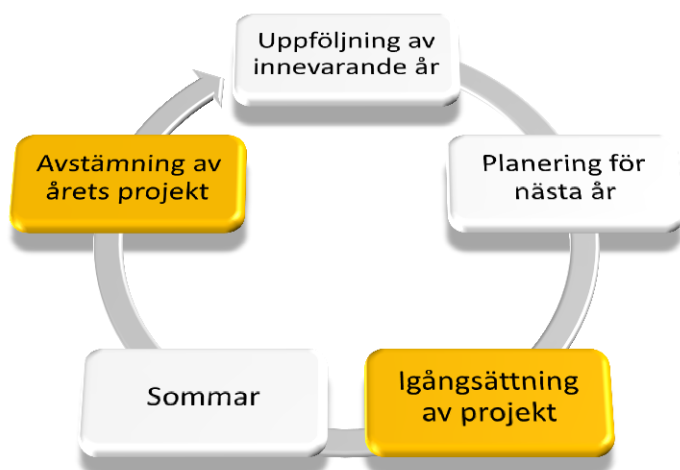 Uppföljning av
innevarande år
Planering för
nästa år
Igångsättning
av projekt
Sommar
Avstämning av
årets projekt